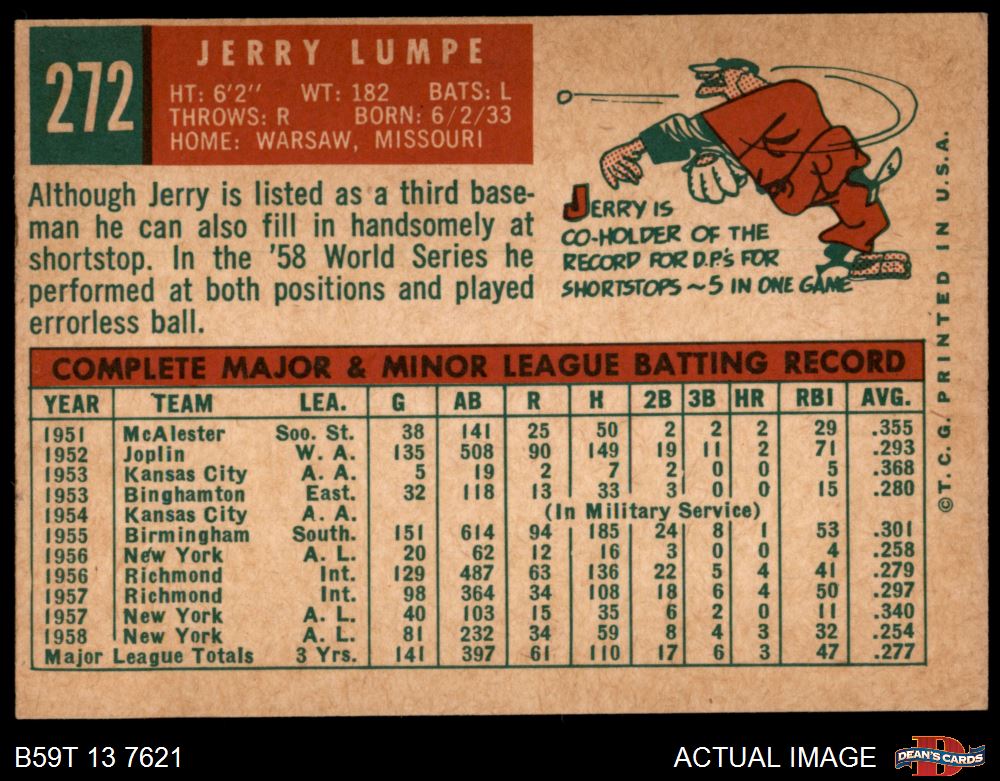 272
JERRY LUMPE
HT: 6'2" WT: 182 BATS: L
THROWS: R BORN: 6/2/33
HOME: WARSAW, MISSOURI
Although Jerry is listed as a third base-
man he can also fill in handsomely at
shortstop. In the '58 World Series he
performed at both positions and played
errorless ball.
JERRY IS
CO-HOLDER OF THE
RECORD FOR D.P.'S FOR
SHORTSTOPS ~ 5 IN ONE GAME
©T.C.G. PRINTED IN U.S.A.
COMPLETE MAJOR & MINOR LEAGUE BATTING RECORD
YEAR TEAM LEA. G AB R H 2B 3B HR RBI AVG.
1951 McAlester Soo. St. 38 141 25 50 2 2 2 29 .355
1952 Joplin W. A. 135 508 90 149 19 11 2 71 .293
1953 Kansas City A. A. 5 19 2 7 2 0 0 5 .368
1953 Binghamton East. 32 118 13 33 3 0 0 15 .280
1954 Kansas City A. A. (In Military Service)
1955 Birmingham South. 151 614 94 185 24 8 1 53 .301
1956 New York A. L. 20 62 12 16 3 0 0 4 .258
1956 Richmond Int. 129 487 63 136 22 5 4 41 .279
1957 Richmond Int. 98 364 34 108 18 6 4 50 .297
1957 New York A. L. 40 103 15 35 6 2 0 11 .340
1958 New York A. L. 81 232 34 59 8 4 3 32 .254
Major League Totals 3 Yrs. 141 397 61 110 17 6 3 47 .277
B59T 13 7621 ACTUAL IMAGE
DEAN'S CARDS